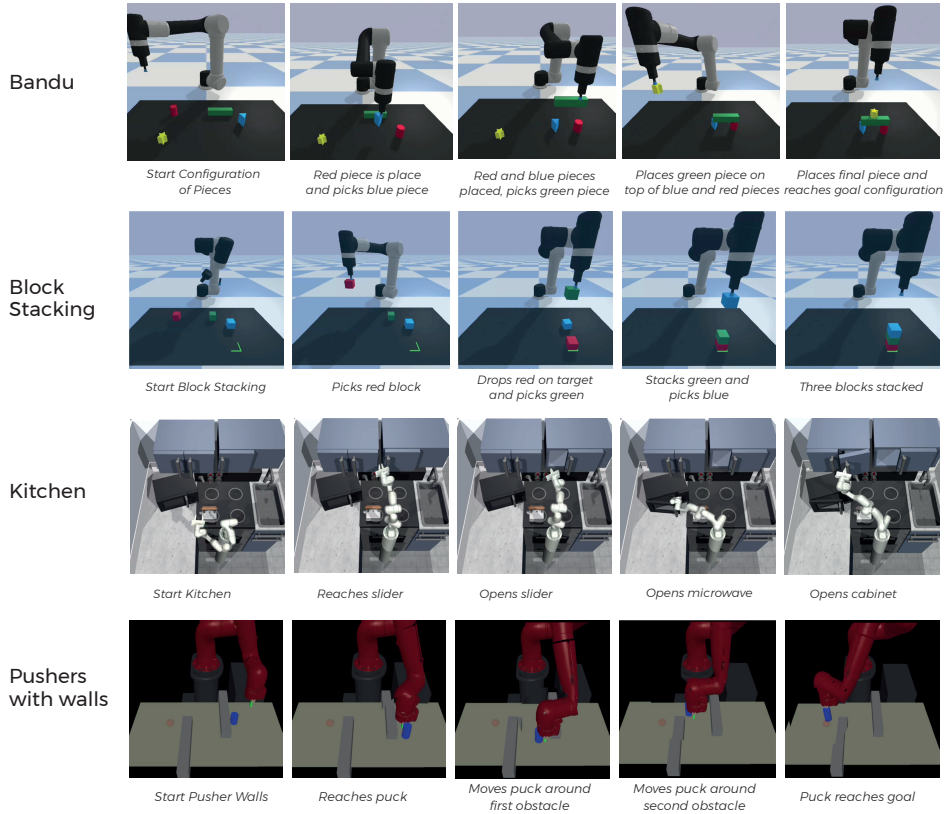 Bandu
Start Configuration
of Pieces
Red piece is place
and picks blue piece
Red and blue pieces
placed, picks green piece
Places green piece on
top of blue and red pieces
Places final piece and
reaches goal configuration
Block
Stacking
Start Block Stacking
Picks red block
Drops red on target
and picks green
Stacks green and
picks blue
Three blocks stacked
Kitchen
Start Kitchen
Reaches slider
Opens slider
Opens microwave
Opens cabinet
Pushers
with walls
Start Pusher Walls
Reaches puck
Moves puck around
first obstacle
Moves puck around
second obstacle
Puck reaches goal